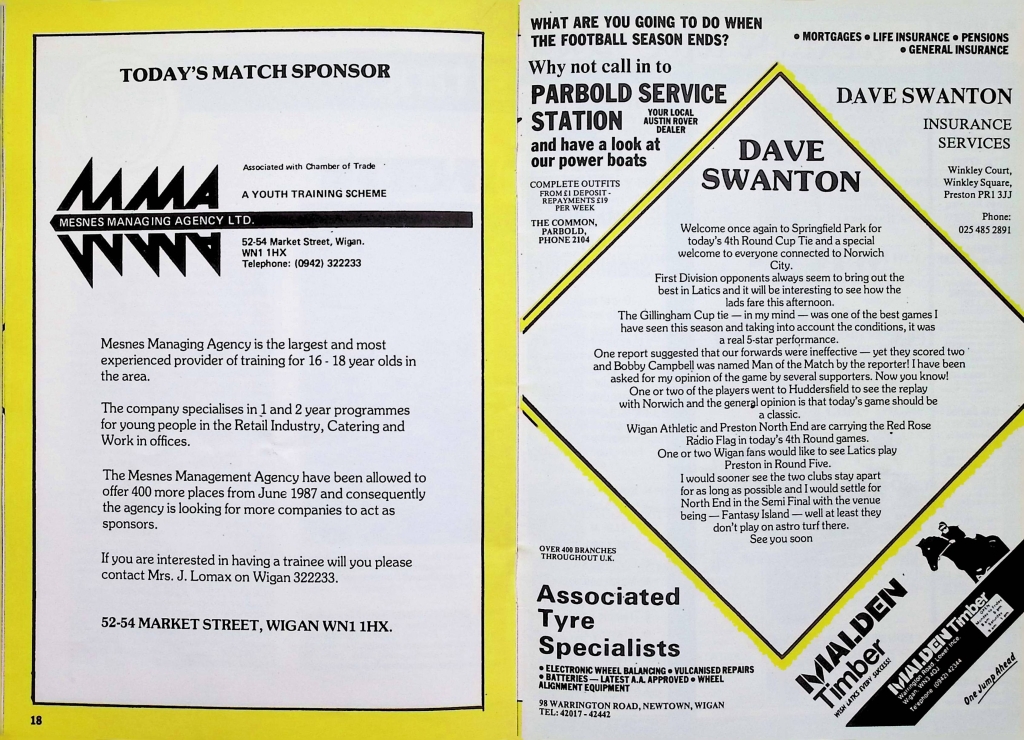 TODAY'S MATCH SPONSOR
Associated with Chamber of Trade
A YOUTH TRAINING SCHEME
MMA
MESNES MANAGING AGENCY LTD.
52-54 Market Street, Wigan.
WN1 1HX
Telephone: (0942) 322233
Mesnes Managing Agency is the largest and most
experienced provider of training for 16 - 18 year olds in
the area.
The company specialises in 1 and 2 year programmes
for young people in the Retail Industry, Catering and
Work in offices.
The Mesnes Management Agency have been allowed to
offer 400 more places from June 1987 and consequently
the agency is looking for more companies to act as
sponsors.
If you are interested in having a trainee will you please
contact Mrs. J. Lomax on Wigan 322233.
52-54 MARKET STREET, WIGAN WN1 1HX.
18
WHAT ARE YOU GOING TO DO WHEN
THE FOOTBALL SEASON ENDS?
Why not call in to
PARBOLD SERVICE
STATION
YOUR LOCAL
AUSTIN ROVER
DEALER
and have a look at
our power boats
COMPLETE OUTFITS
FROM £1 DEPOSIT -
REPAYMENTS £19
PER WEEK
THE COMMON,
PARBOLD,
PHONE 2104
• MORTGAGES • LIFE INSURANCE • PENSIONS
• GENERAL INSURANCE
DAVE SWANTON
INSURANCE
SERVICES
Winkley Court,
Winkley Square,
Preston PR1 3JJ
Phone:
025 485 2891
DAVE
SWANTON
Welcome once again to Springfield Park for
today's 4th Round Cup Tie and a special
welcome to everyone connected to Norwich
City.
First Division opponents always seem to bring out the
best in Latics and it will be interesting to see how the
lads fare this afternoon.
The Gillingham Cup tie — in my mind — was one of the best games I
have seen this season and taking into account the conditions, it was
a real 5-star performance.
One report suggested that our forwards were ineffective — yet they scored two
and Bobby Campbell was named Man of the Match by the reporter! I have been
asked for my opinion of the game by several supporters. Now you know!
One or two of the players went to Huddersfield to see the replay
with Norwich and the general opinion is that today's game should be
a classic.
Wigan Athletic and Preston North End are carrying the Red Rose
Radio Flag in today's 4th Round games.
One or two Wigan fans would like to see Latics play
Preston in Round Five.
I would sooner see the two clubs stay apart
for as long as possible and I would settle for
North End in the Semi Final with the venue
being — Fantasy Island — well at least they
don't play on astro turf there.
See you soon
OVER 400 BRANCHES
THROUGHOUT U.K.
Associated
Tyre
Specialists
• ELECTRONIC WHEEL BALANCING • VULCANISED REPAIRS
• BATTERIES — LATEST A.A. APPROVED • WHEEL
ALIGNMENT EQUIPMENT
98 WARRINGTON ROAD, NEWTOWN, WIGAN
TEL: 42017 - 42442
MALDEN
Timber
WISH LATICS EVERY SUCCESS!
MALDEN Timber
Warrington Road, Lower Ince
Wigan, WN3 4QJ
Telephone (0942) 42344
OPEN
One Jump Ahead